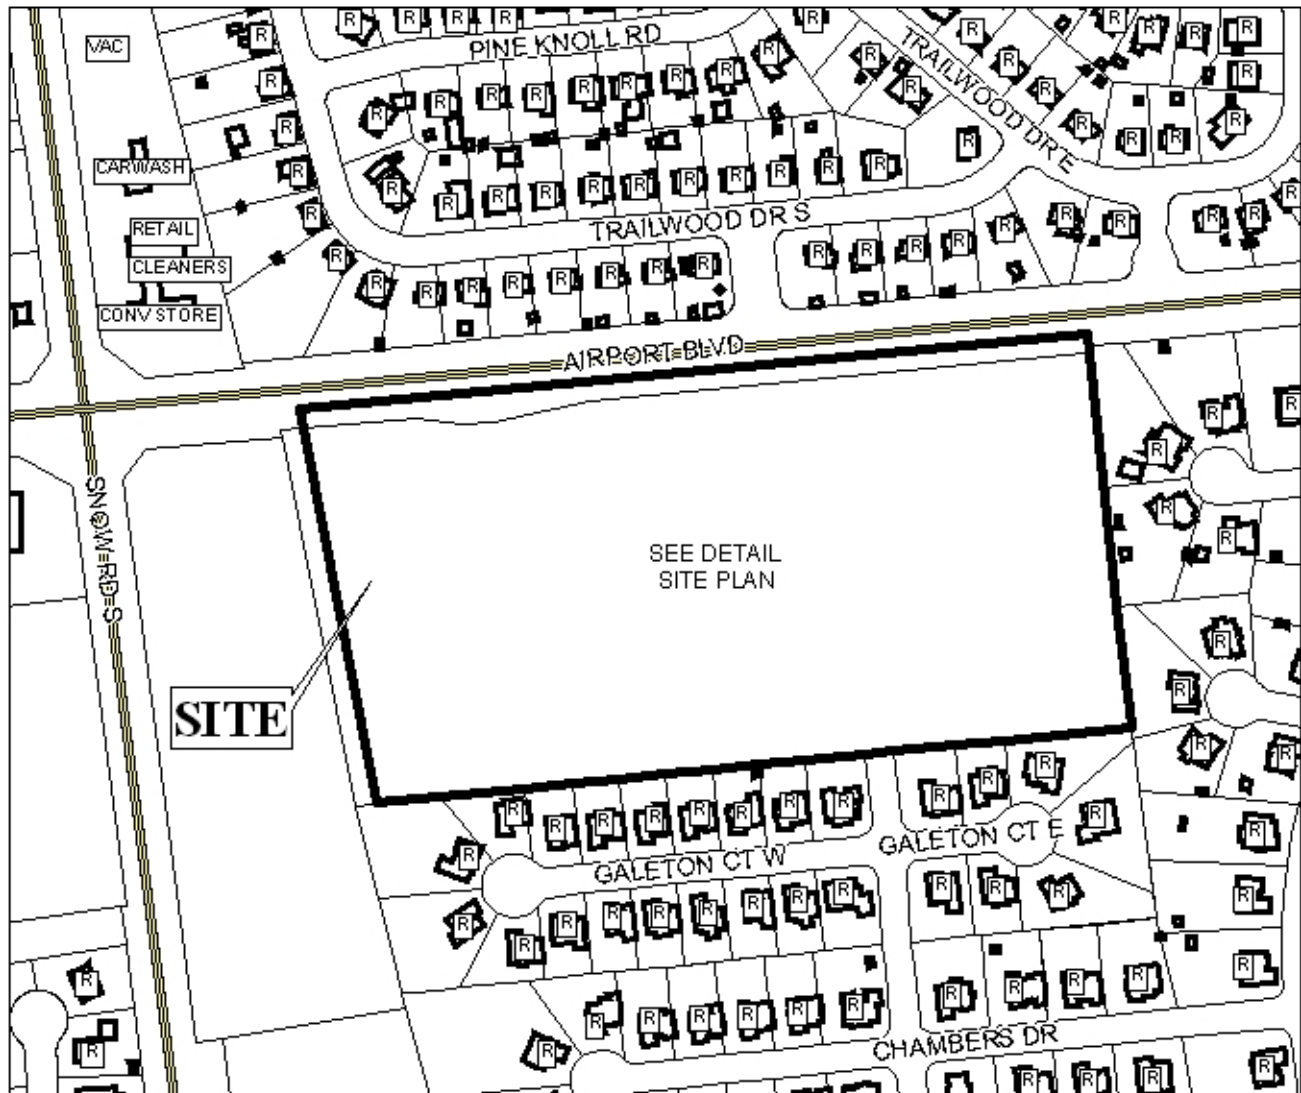 PINE KNOLL RD
TRAILWOOD DR E
VAC
CARWASH
RETAIL
CLEANERS
CONV STORE
TRAILWOOD DR S
AIRPORT BLVD
SNOW RD S
SEE DETAIL
SITE PLAN
SITE
GALETON CT W
GALETON CT E
CHAMBERS DR
R